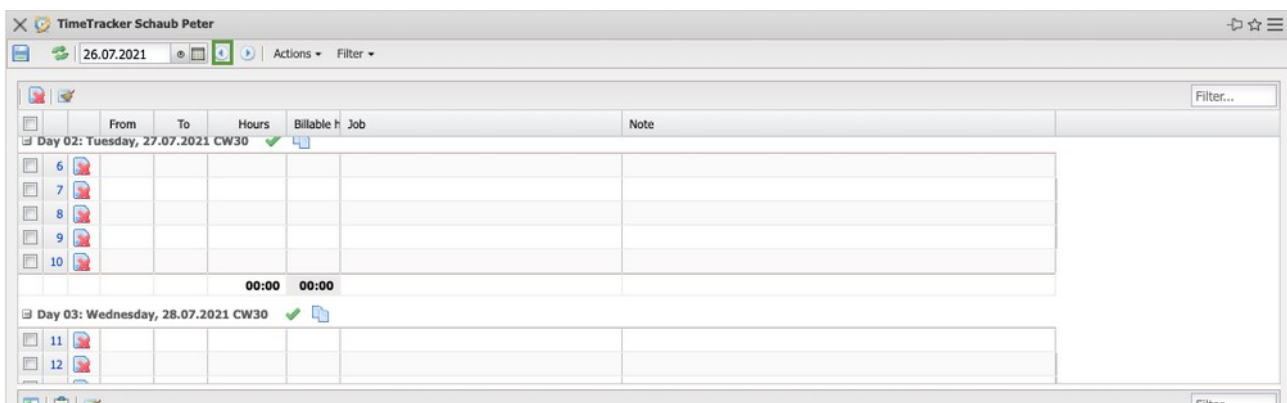 TimeTracker Schaub Peter
26.07.2021 Actions Filter
Filter...
From To Hours Billable h Job Note
Day 02: Tuesday, 27.07.2021 CW30
6
7
8
9
10
00:00 00:00
Day 03: Wednesday, 28.07.2021 CW30
11
12
Filter...